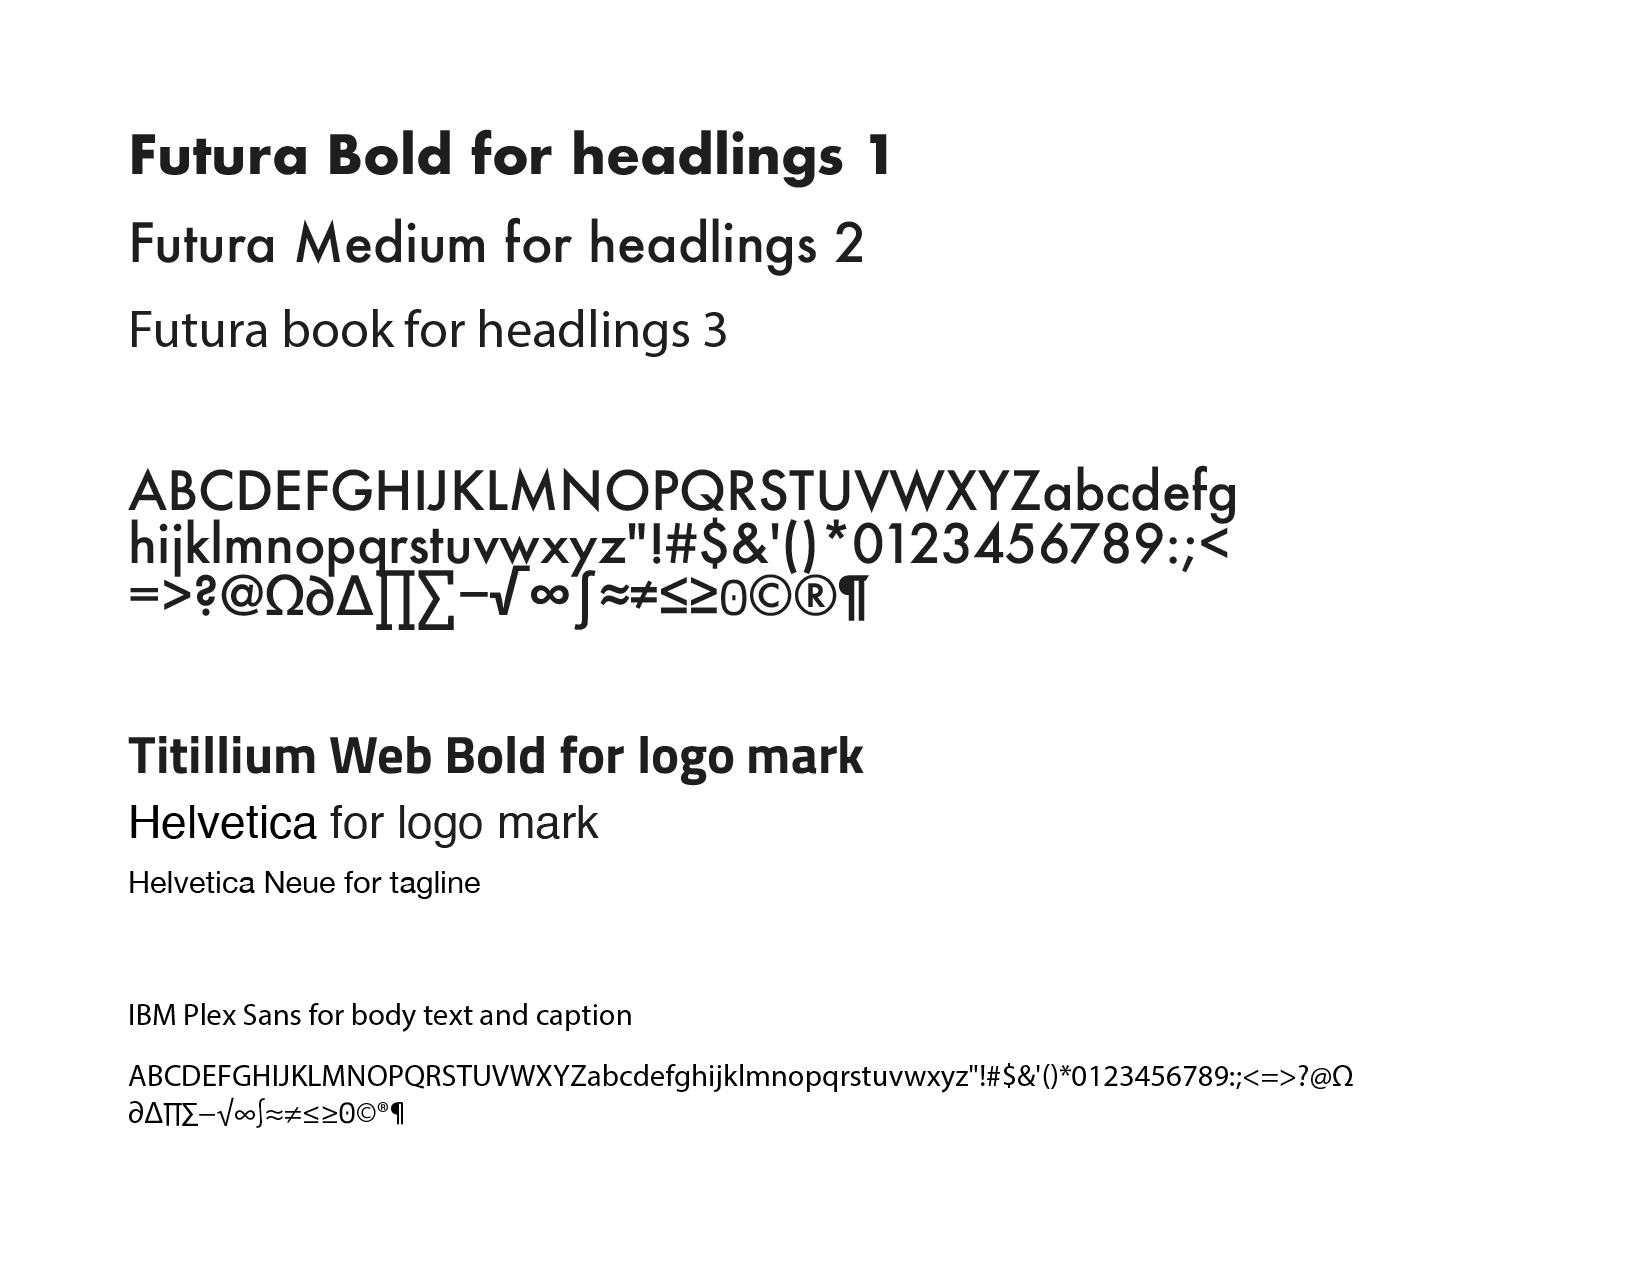 Futura Bold for headlings 1
Futura Medium for headlings 2
Futura book for headlings 3
ABCDEFGHIJKLMNOPQRSTUVWXYZabcdefg
hijklmnopqrstuvwxyz"!#$&'()*0123456789:;<
=>?@Ω∂∆∏∑−√∞∫≈≠≤≥0©®¶
Titillium Web Bold for logo mark
Helvetica for logo mark
Helvetica Neue for tagline
IBM Plex Sans for body text and caption
ABCDEFGHIJKLMNOPQRSTUVWXYZabcdefghijklmnopqrstuvwxyz"!#$&'()*0123456789:;<=>?@Ω
∂∆∏∑−√∞∫≈≠≤≥0©®¶